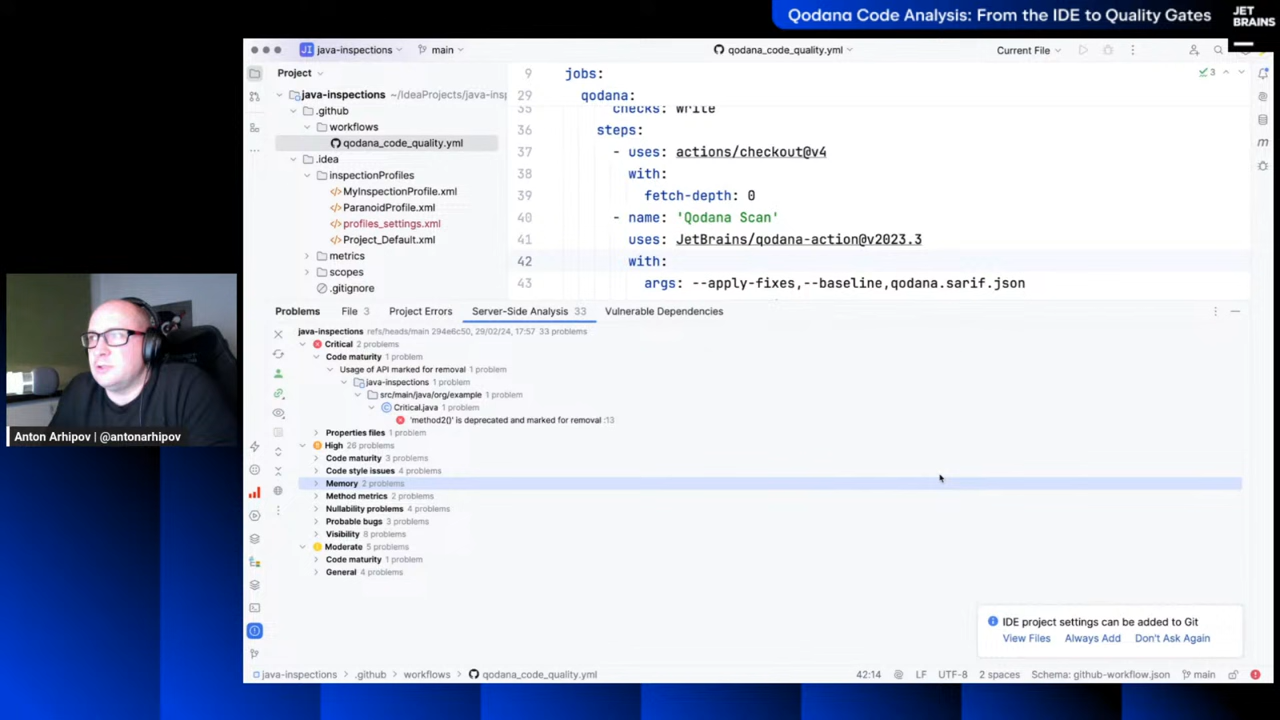 Qodana Code Analysis: From the IDE to Quality Gates
JET
BRAINS
JI java-inspections
main
qodana_code_quality.yml
Current File
Project
java-inspections ~/IdeaProjects/java-insp
.github
workflows
qodana_code_quality.yml
.idea
inspectionProfiles
MyInspectionProfile.xml
ParanoidProfile.xml
profiles_settings.xml
Project_Default.xml
metrics
scopes
.gitignore
3
9 jobs:
29 qodana:
35 checks: write
36 steps:
37 - uses: actions/checkout@v4
38 with:
39 fetch-depth: 0
40 - name: 'Qodana Scan'
41 uses: JetBrains/qodana-action@v2023.3
42 with:
43 args: --apply-fixes,--baseline,qodana.sarif.json
Problems File 3 Project Errors Server-Side Analysis 33 Vulnerable Dependencies
java-inspections refs/heads/main 294e6c50, 29/02/24, 17:57 33 problems
Critical 2 problems
Code maturity 1 problem
Usage of API marked for removal 1 problem
java-inspections 1 problem
src/main/java/org/example 1 problem
Critical.java 1 problem
'method2()' is deprecated and marked for removal :13
Properties files 1 problem
High 26 problems
Code maturity 3 problems
Code style issues 4 problems
Memory 2 problems
Method metrics 2 problems
Nullability problems 4 problems
Probable bugs 3 problems
Visibility 8 problems
Moderate 5 problems
Code maturity 1 problem
General 4 problems
Anton Arhipov | @antonarhipov
IDE project settings can be added to Git
View Files Always Add Don't Ask Again
java-inspections .github workflows qodana_code_quality.yml
42:14 LF UTF-8 2 spaces Schema: github-workflow.json main